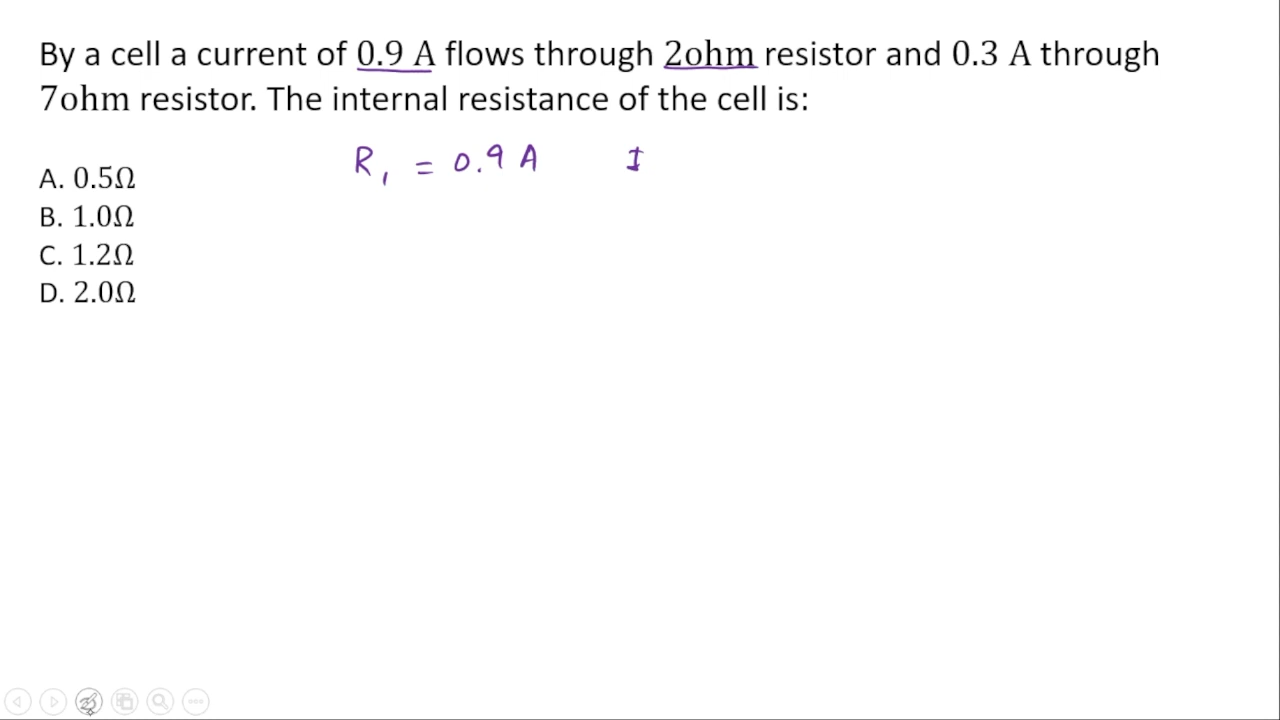 By a cell a current of 0.9 A flows through 2ohm resistor and 0.3 A through
7ohm resistor. The internal resistance of the cell is:
R₁ = 0.9 A I
A. 0.5Ω
B. 1.0Ω
C. 1.2Ω
D. 2.0Ω